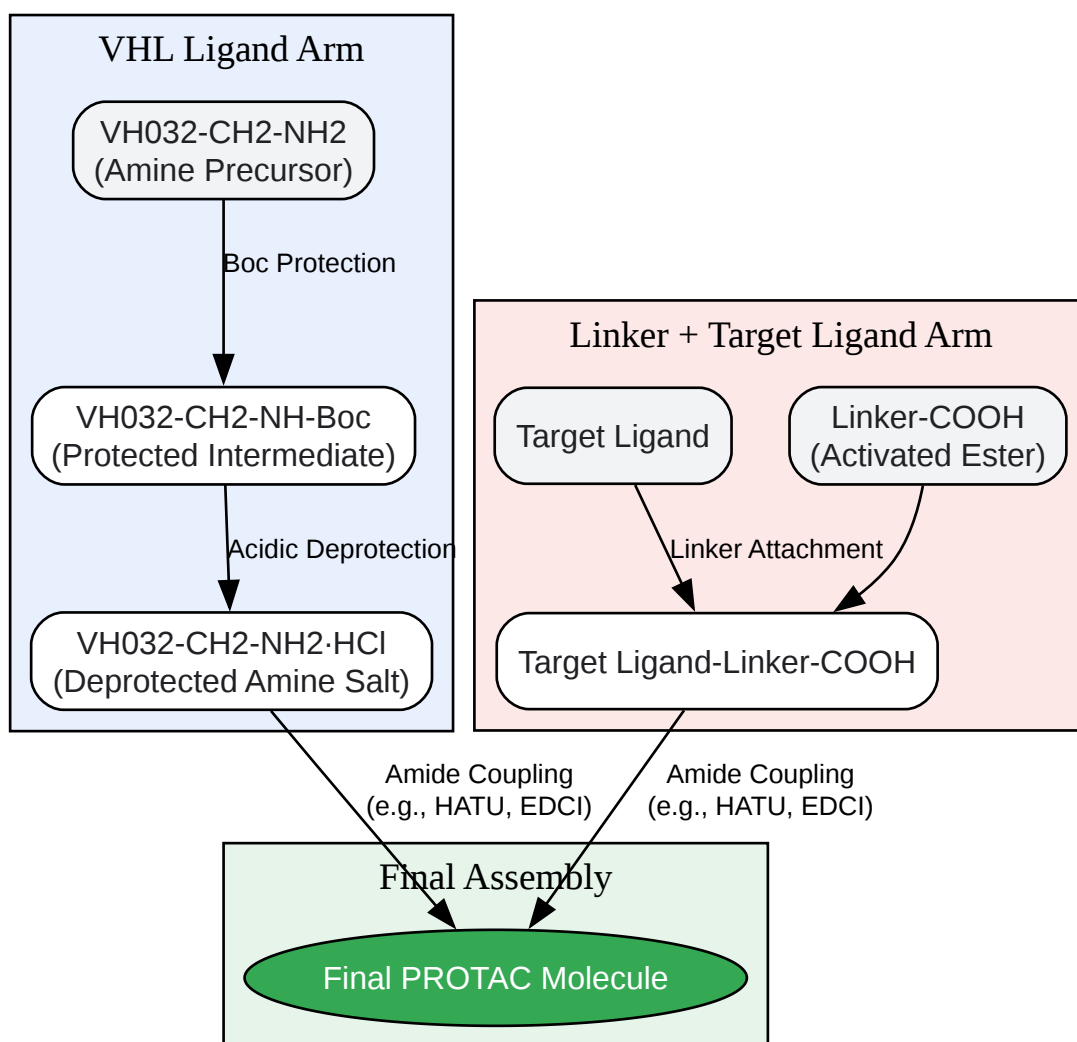 VHL Ligand Arm
VH032-CH2-NH2
(Amine Precursor)
Boc Protection
VH032-CH2-NH-Boc
(Protected Intermediate)
Acidic Deprotection
VH032-CH2-NH2·HCl
(Deprotected Amine Salt)
Linker + Target Ligand Arm
Target Ligand
Linker-COOH
(Activated Ester)
Linker Attachment
Target Ligand-Linker-COOH
Amide Coupling
(e.g., HATU, EDCI)
Amide Coupling
(e.g., HATU, EDCI)
Final Assembly
Final PROTAC Molecule